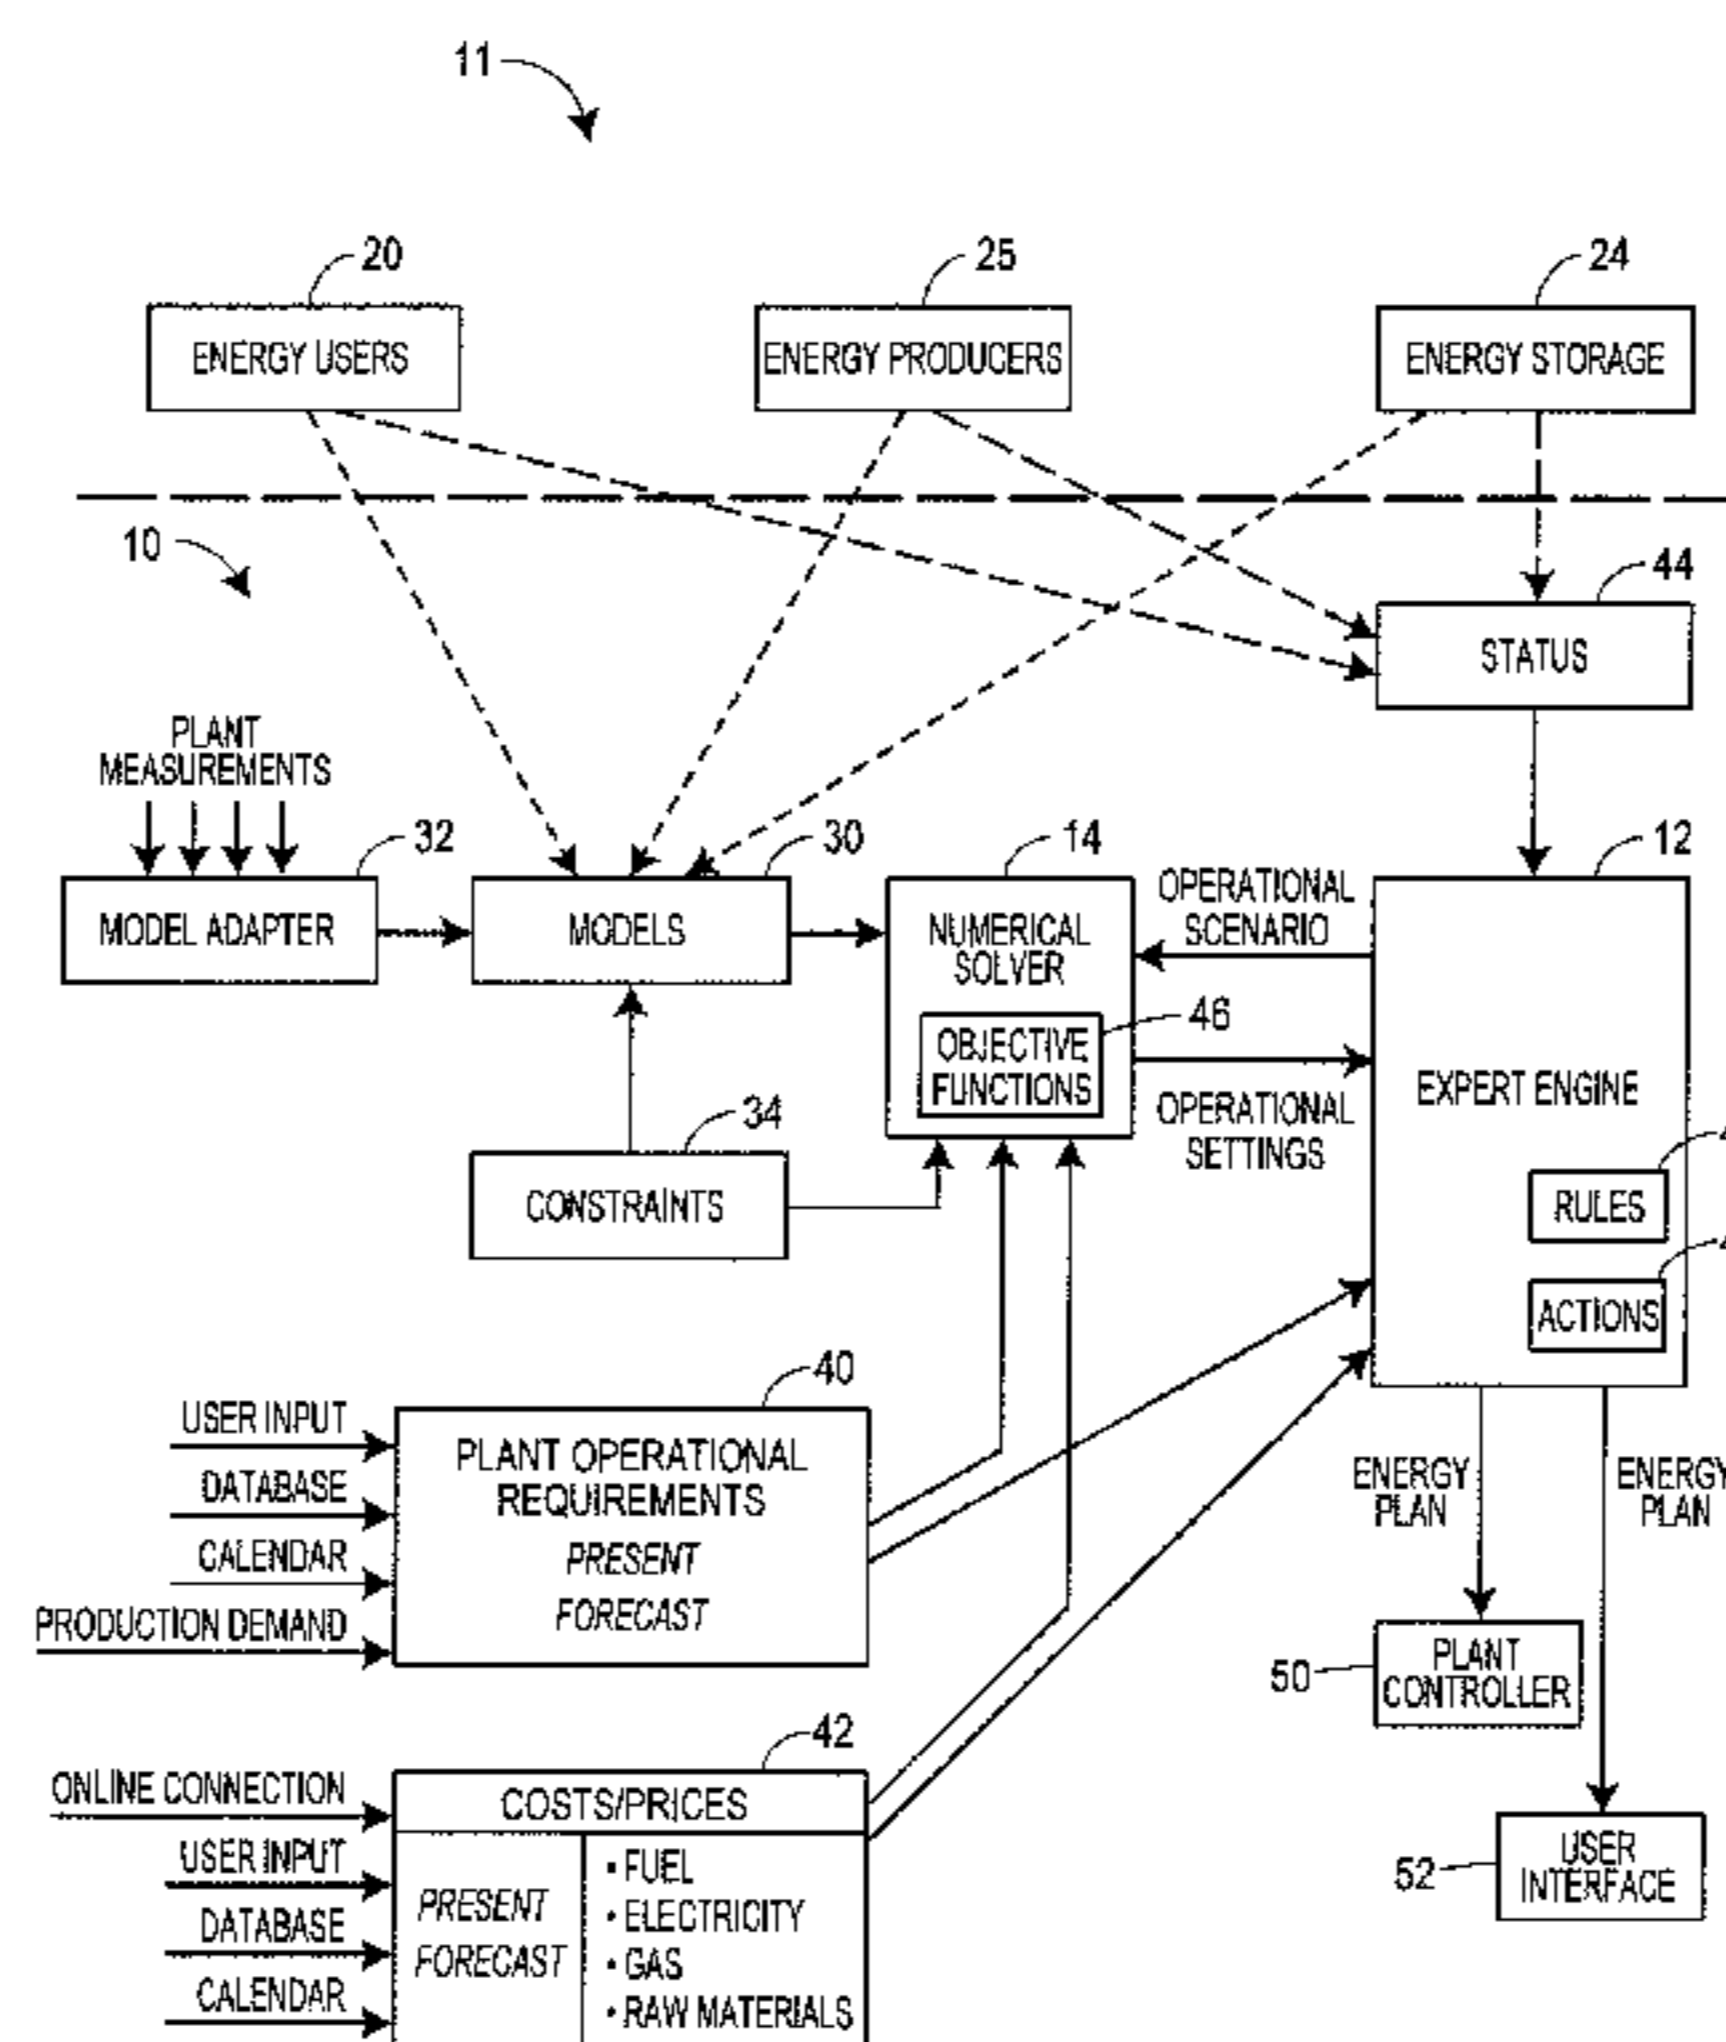 11
20
25
24
ENERGY USERS
ENERGY PRODUCERS
ENERGY STORAGE
10
44
STATUS
PLANT
MEASUREMENTS
32
30
14
12
MODEL ADAPTER
MODELS
NUMERICAL
SOLVER
OPERATIONAL
SCENARIO
46
OBJECTIVE
FUNCTIONS
EXPERT ENGINE
OPERATIONAL
SETTINGS
34
CONSTRAINTS
RULES
ACTIONS
40
USER INPUT
DATABASE
CALENDAR
PRODUCTION DEMAND
PLANT OPERATIONAL
REQUIREMENTS
PRESENT
FORECAST
ENERGY
PLAN
ENERGY
PLAN
50
PLANT
CONTROLLER
42
ONLINE CONNECTION
USER INPUT
DATABASE
CALENDAR
COSTS/PRICES
PRESENT
FORECAST
• FUEL
• ELECTRICITY
• GAS
• RAW MATERIALS
52
USER
INTERFACE